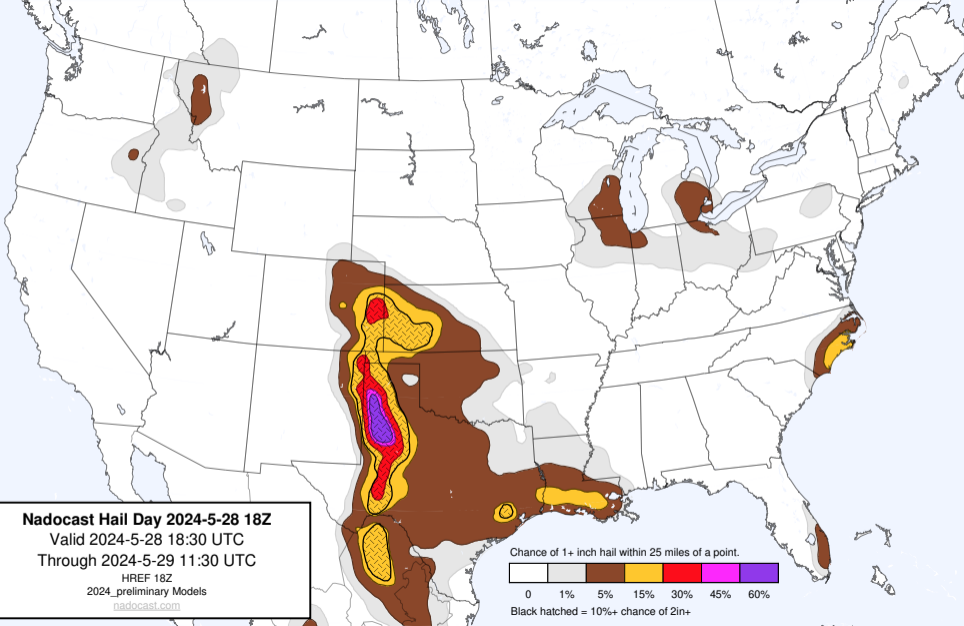 Nadocast Hail Day 2024-5-28 18Z
Valid 2024-5-28 18:30 UTC
Through 2024-5-29 11:30 UTC
HREF 18Z
2024_preliminary Models
nadocast.com
Chance of 1+ inch hail within 25 miles of a point.
0 1% 5% 15% 30% 45% 60%
Black hatched = 10%+ chance of 2in+